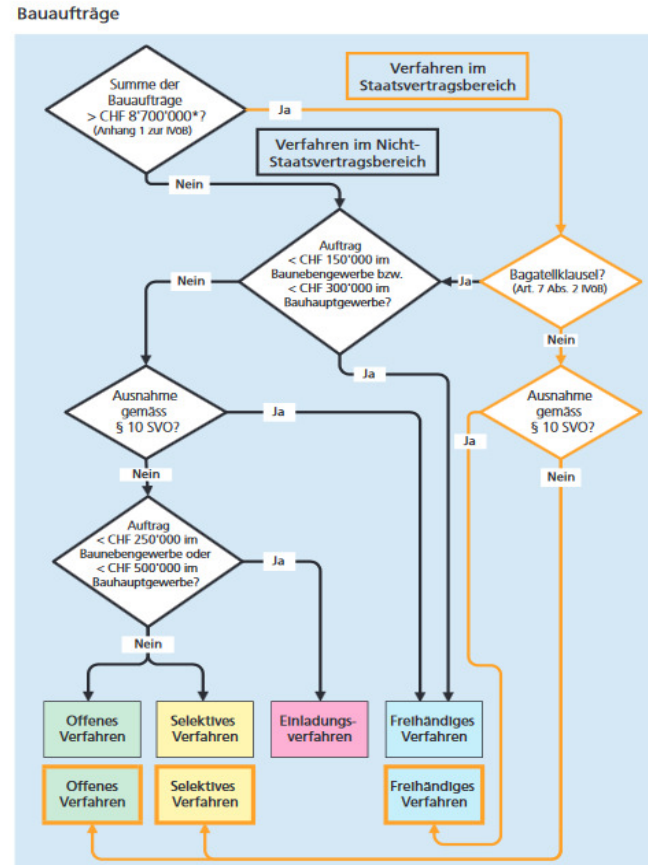 Bauaufträge
Summe der
Bauaufträge
> CHF 8'700'000*?
(Anhang 1 zur IVöB)
Ja
Verfahren im
Staatsvertragsbereich
Verfahren im Nicht-
Staatsvertragsbereich
Nein
Auftrag
< CHF 150'000 im
Baunebengewerbe bzw.
< CHF 300'000 im
Bauhauptgewerbe?
Nein
Ja
Bagatellklausel?
(Art. 7 Abs. 2 IVöB)
Nein
Ja
Ausnahme
gemäss
§ 10 SVO?
Ja
Nein
Ausnahme
gemäss
§ 10 SVO?
Ja
Nein
Auftrag
< CHF 250'000 im
Baunebengewerbe oder
< CHF 500'000 im
Bauhauptgewerbe?
Ja
Nein
Offenes
Verfahren
Selektives
Verfahren
Einladungs-
verfahren
Freihändiges
Verfahren
Offenes
Verfahren
Selektives
Verfahren
Freihändiges
Verfahren